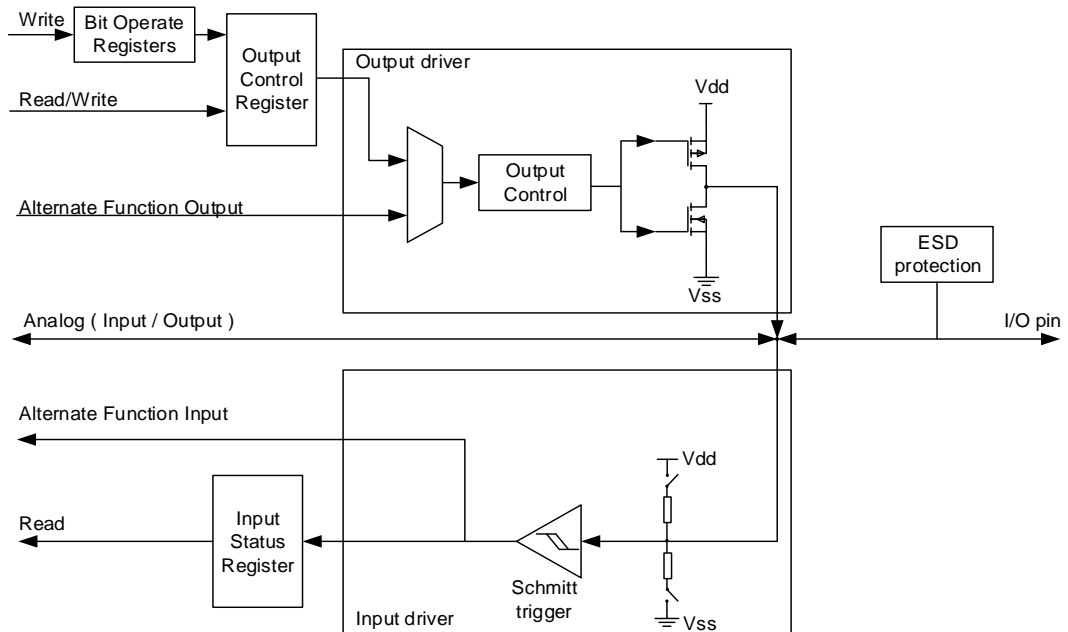 Write
Bit Operate
Registers
Output
Control
Register
Read/Write
Output driver
Vdd
Output
Control
Alternate Function Output
Vss
ESD
protection
Analog ( Input / Output )
I/O pin
Alternate Function Input
Vdd
Read
Input
Status
Register
Schmitt
trigger
Input driver
Vss